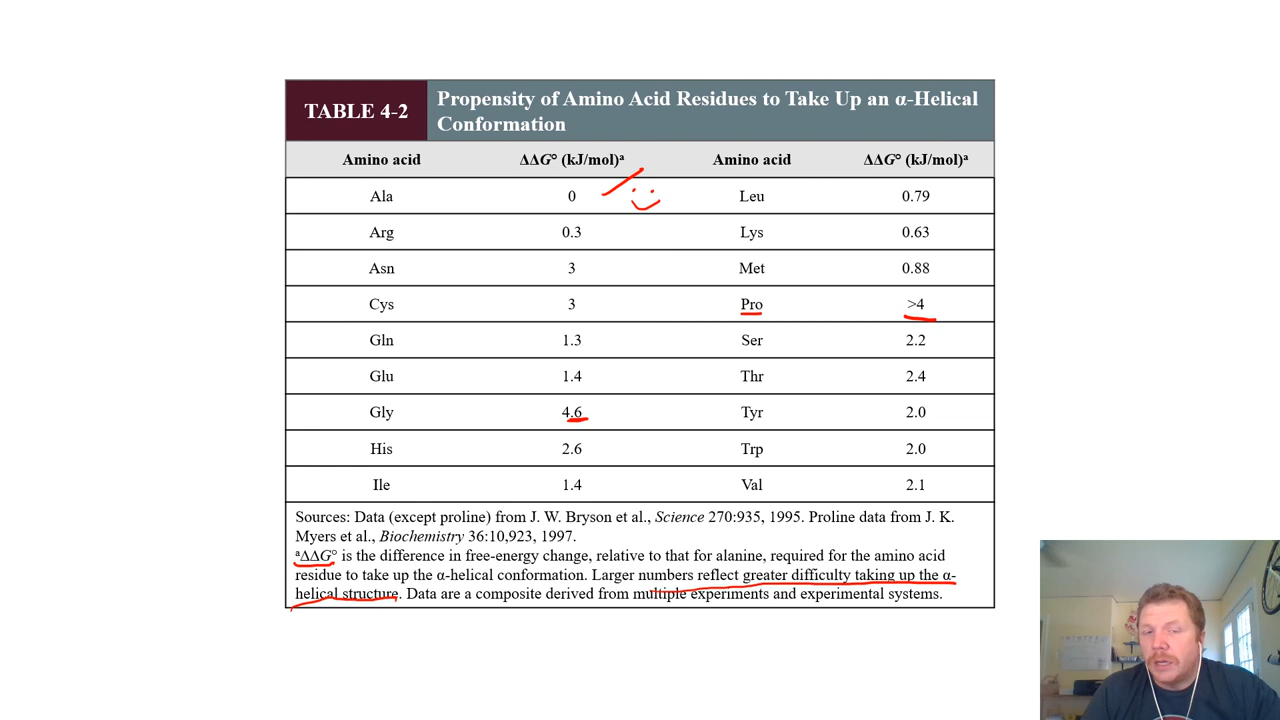 TABLE 4-2
Propensity of Amino Acid Residues to Take Up an α-Helical
Conformation
Amino acid ΔΔG° (kJ/mol)ᵃ Amino acid ΔΔG° (kJ/mol)ᵃ
Ala 0 Leu 0.79
Arg 0.3 Lys 0.63
Asn 3 Met 0.88
Cys 3 Pro >4
Gln 1.3 Ser 2.2
Glu 1.4 Thr 2.4
Gly 4.6 Tyr 2.0
His 2.6 Trp 2.0
Ile 1.4 Val 2.1
Sources: Data (except proline) from J. W. Bryson et al., Science 270:935, 1995. Proline data from J. K.
Myers et al., Biochemistry 36:10,923, 1997.
ᵃΔΔG° is the difference in free-energy change, relative to that for alanine, required for the amino acid
residue to take up the α-helical conformation. Larger numbers reflect greater difficulty taking up the α-
helical structure. Data are a composite derived from multiple experiments and experimental systems.